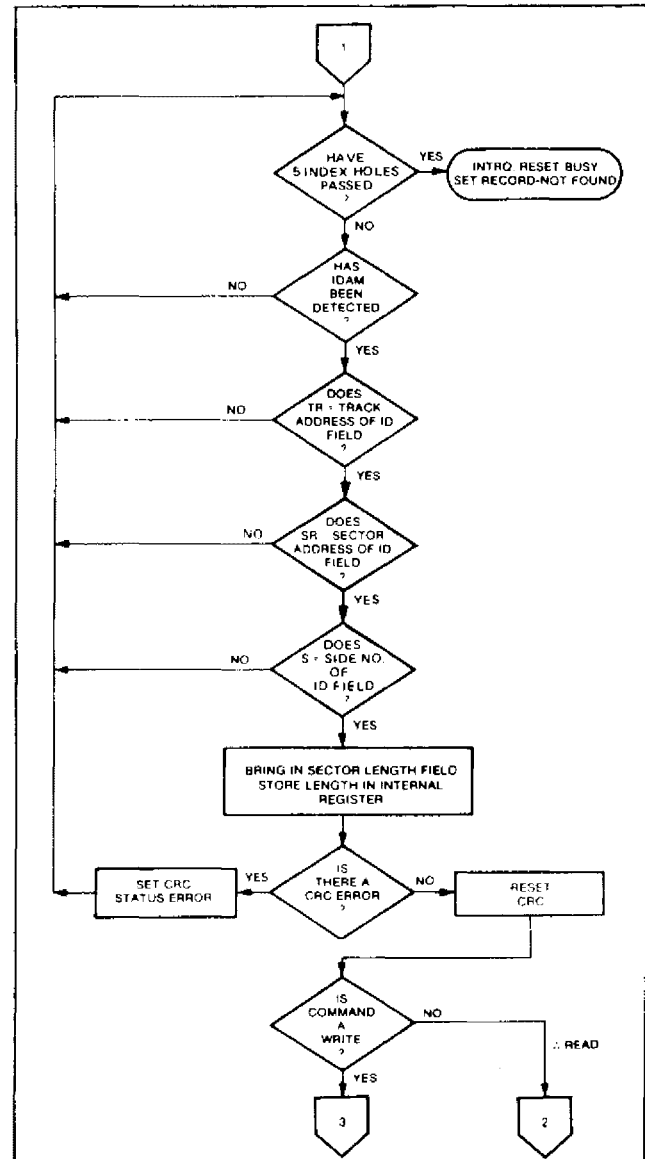 1
HAVE
5 INDEX HOLES
PASSED
?
YES
INTRQ. RESET BUSY
SET RECORD-NOT FOUND
NO
HAS
IDAM
BEEN
DETECTED
?
NO
YES
DOES
TR = TRACK
ADDRESS OF ID
FIELD
?
NO
YES
DOES
SR = SECTOR
ADDRESS OF ID
FIELD
?
NO
YES
DOES
S = SIDE NO.
OF
ID FIELD
?
NO
YES
BRING IN SECTOR LENGTH FIELD
STORE LENGTH IN INTERNAL
REGISTER
IS
THERE A
CRC ERROR
?
YES
SET CRC
STATUS ERROR
NO
RESET
CRC
IS
COMMAND
A
WRITE
?
NO
∴ READ
YES
3
2